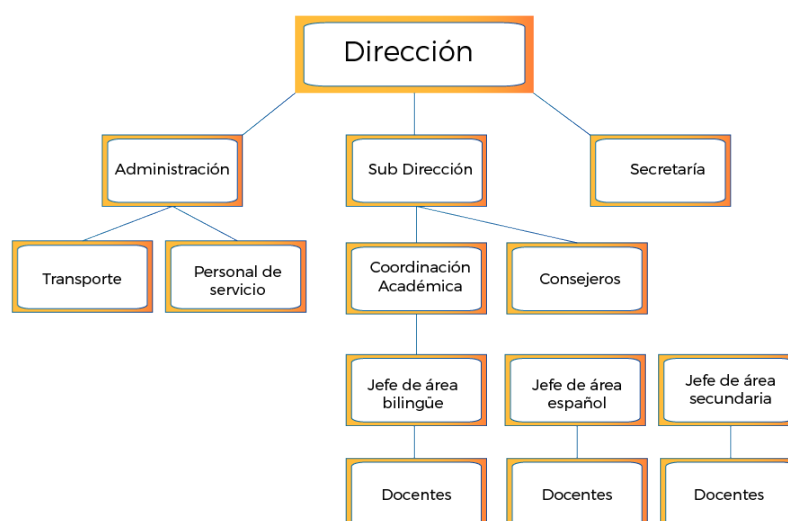 Dirección
Administración
Sub Dirección
Secretaría
Transporte
Personal de
servicio
Coordinación
Académica
Consejeros
Jefe de área
bilingüe
Jefe de área
español
Jefe de área
secundaria
Docentes
Docentes
Docentes